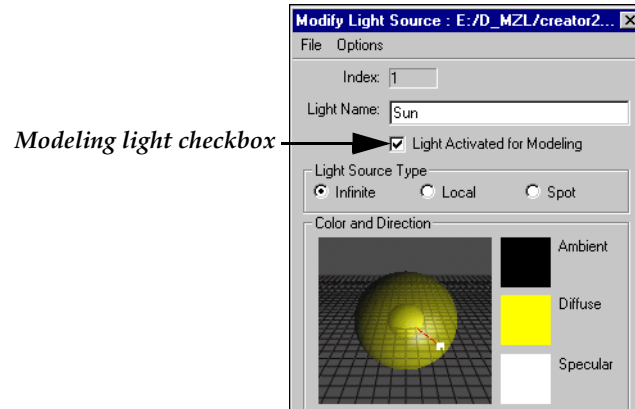 Modify Light Source : E:/D_MZL/creator2...
File Options
Index: 1
Light Name: Sun
Modeling light checkbox
Light Activated for Modeling
Light Source Type
Infinite Local Spot
Color and Direction
Ambient
Diffuse
Specular